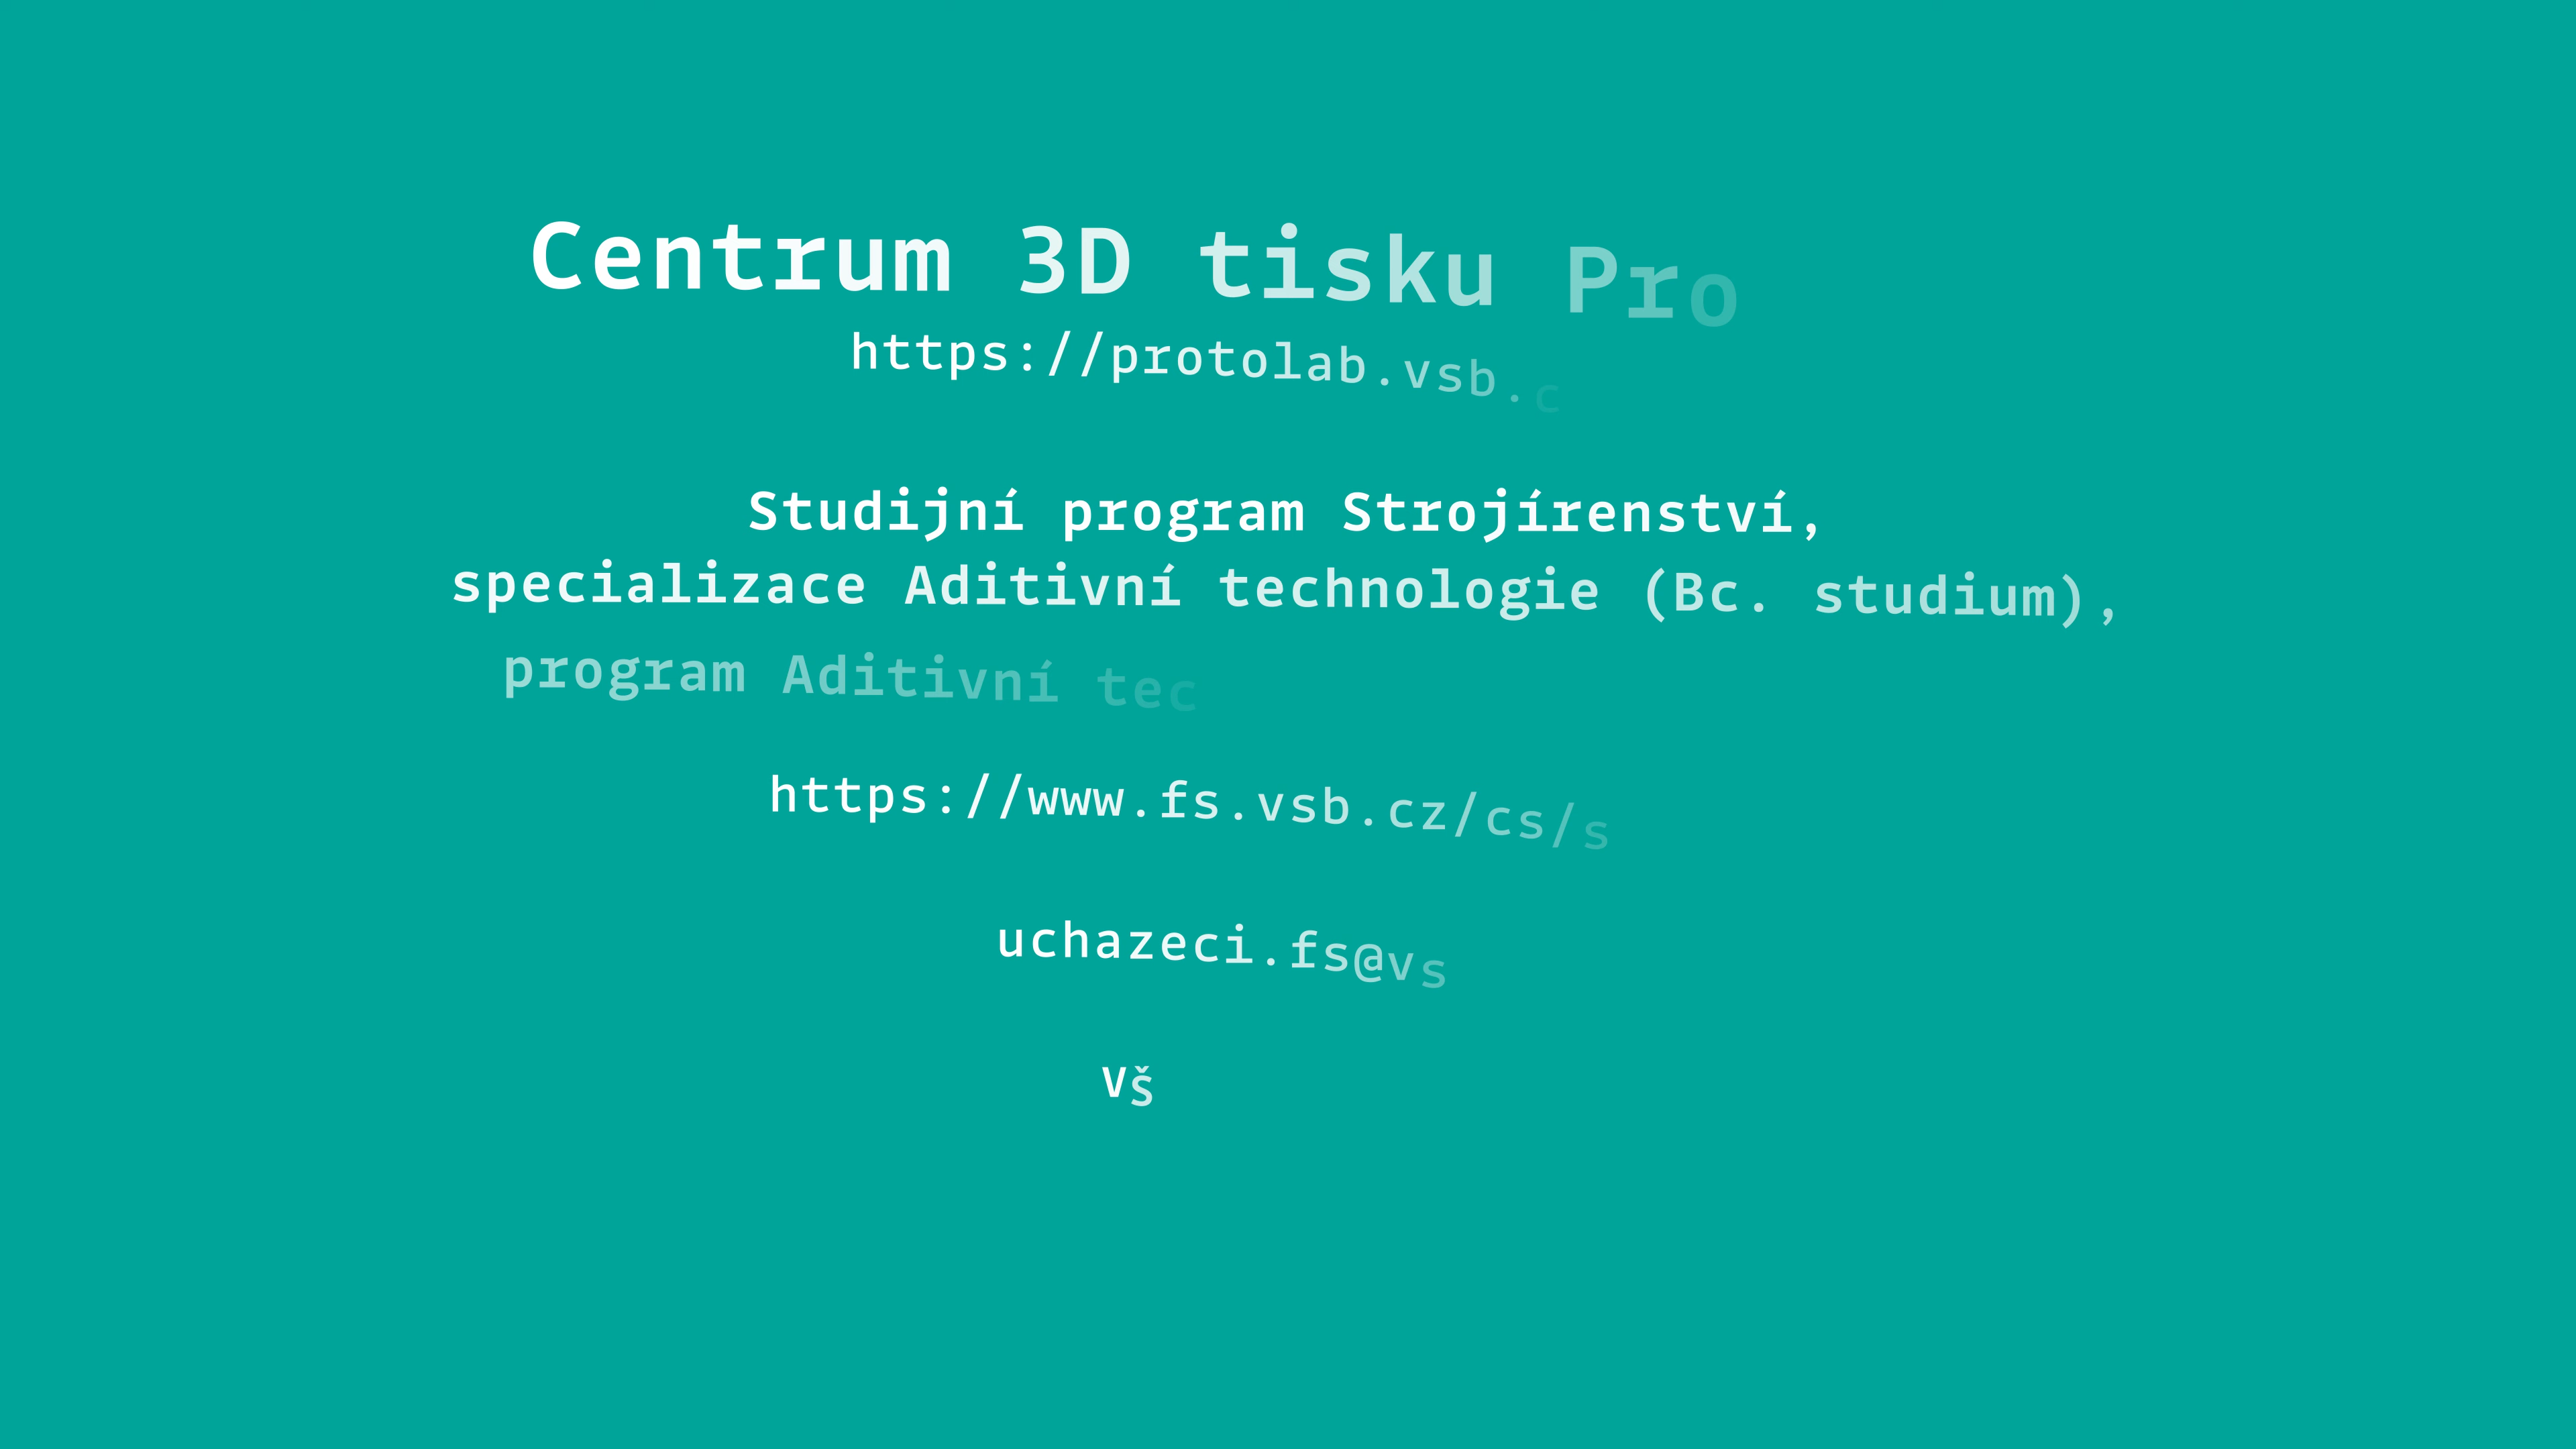 Centrum 3D tisku Pro
https://protolab.vsb.c
Studijní program Strojírenství,
specializace Aditivní technologie (Bc. studium),
program Aditivní tec
https://www.fs.vsb.cz/cs/s
uchazeci.fs@vs
VŠ